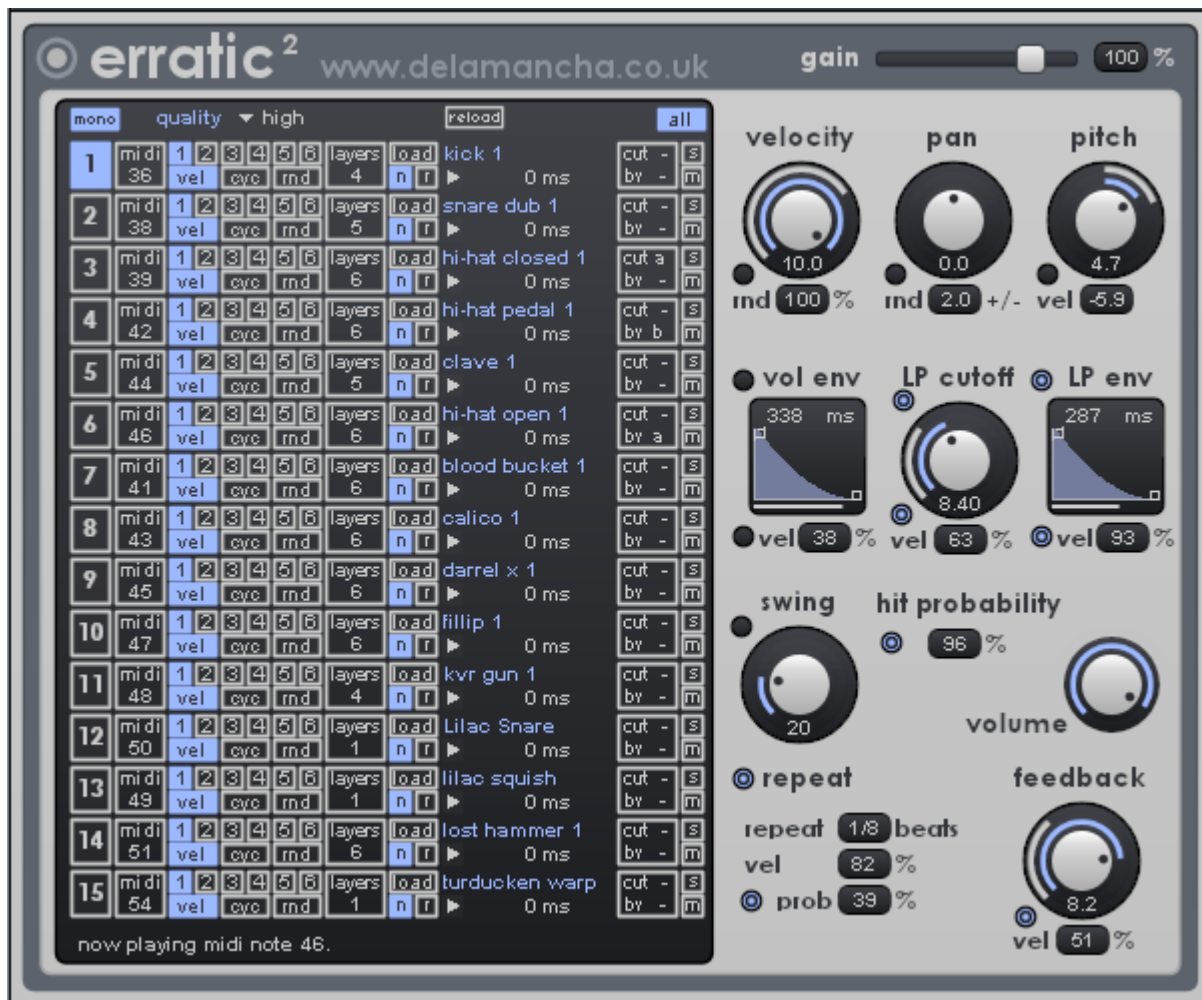 erratic²
www.delamancha.co.uk
gain 100 %
mono quality high reload all
1 midi 1 2 3 4 5 6 layers load kick 1 cut - s
36 vel cyc rnd 4 n r 0 ms by - m
2 midi 1 2 3 4 5 6 layers load snare dub 1 cut - s
38 vel cyc rnd 5 n r 0 ms by - m
3 midi 1 2 3 4 5 6 layers load hi-hat closed 1 cut a s
39 vel cyc rnd 6 n r 0 ms by - m
4 midi 1 2 3 4 5 6 layers load hi-hat pedal 1 cut - s
42 vel cyc rnd 6 n r 0 ms by b m
5 midi 1 2 3 4 5 6 layers load clave 1 cut - s
44 vel cyc rnd 5 n r 0 ms by - m
6 midi 1 2 3 4 5 6 layers load hi-hat open 1 cut - s
46 vel cyc rnd 6 n r 0 ms by a m
7 midi 1 2 3 4 5 6 layers load blood bucket 1 cut - s
41 vel cyc rnd 6 n r 0 ms by - m
8 midi 1 2 3 4 5 6 layers load calico 1 cut - s
43 vel cyc rnd 6 n r 0 ms by - m
9 midi 1 2 3 4 5 6 layers load darrel x 1 cut - s
45 vel cyc rnd 6 n r 0 ms by - m
10 midi 1 2 3 4 5 6 layers load fillip 1 cut - s
47 vel cyc rnd 6 n r 0 ms by - m
11 midi 1 2 3 4 5 6 layers load kvr gun 1 cut - s
48 vel cyc rnd 4 n r 0 ms by - m
12 midi 1 2 3 4 5 6 layers load Lilac Snare cut - s
50 vel cyc rnd 1 n r 0 ms by - m
13 midi 1 2 3 4 5 6 layers load lilac squish cut - s
49 vel cyc rnd 1 n r 0 ms by - m
14 midi 1 2 3 4 5 6 layers load lost hammer 1 cut - s
51 vel cyc rnd 6 n r 0 ms by - m
15 midi 1 2 3 4 5 6 layers load turducken warp cut - s
54 vel cyc rnd 1 n r 0 ms by - m
now playing midi note 46.
velocity pan pitch
10.0 0.0 4.7
rnd 100 % rnd 2.0 +/- vel -5.9
vol env LP cutoff LP env
338 ms 287 ms
8.40
vel 38 % vel 63 % vel 93 %
swing hit probability
96 %
20 volume
repeat feedback
repeat 1/8 beats
vel 82 %
prob 39 % 8.2
vel 51 %